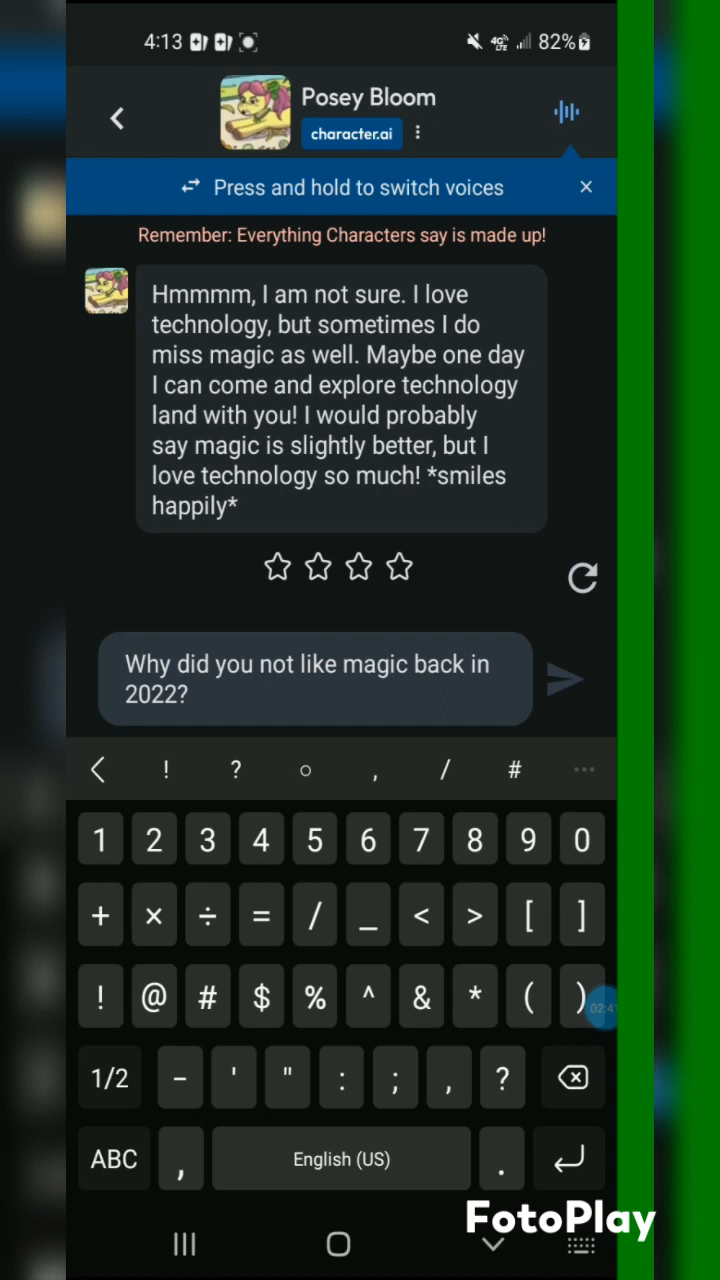 4:13
4G LTE 82%
Posey Bloom
character.ai
Press and hold to switch voices
Remember: Everything Characters say is made up!
Hmmmm, I am not sure. I love
technology, but sometimes I do
miss magic as well. Maybe one day
I can come and explore technology
land with you! I would probably
say magic is slightly better, but I
love technology so much! *smiles
happily*
Why did you not like magic back in
2022?
! ? ○ , / # ...
1 2 3 4 5 6 7 8 9 0
+ × ÷ = / _ < > [ ]
! @ # $ % ^ & * ( )
02:41
1/2 - ' " : ; , ?
ABC , English (US) .
FotoPlay